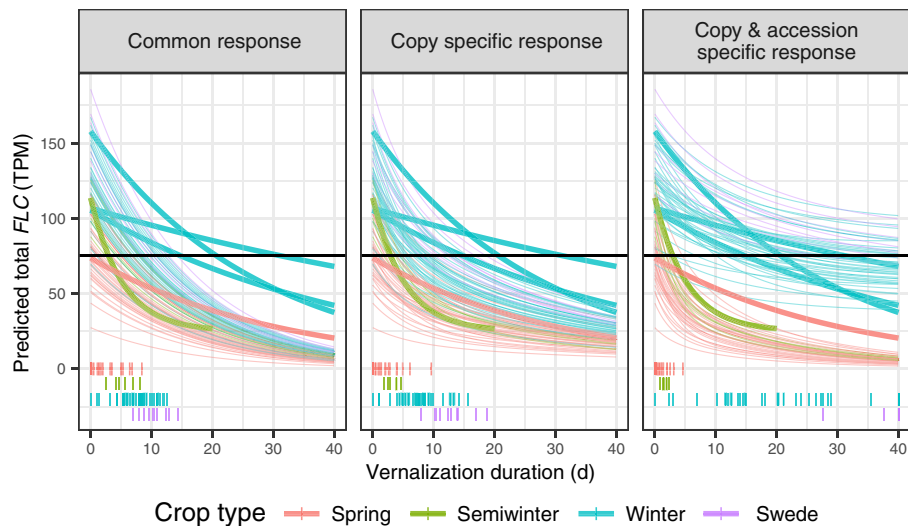 Common response
Copy specific response
Copy & accession
specific response
Predicted total FLC (TPM)
150
100
50
0
0 10 20 30 40
0 10 20 30 40
0 10 20 30 40
Vernalization duration (d)
Crop type Spring Semiwinter Winter Swede